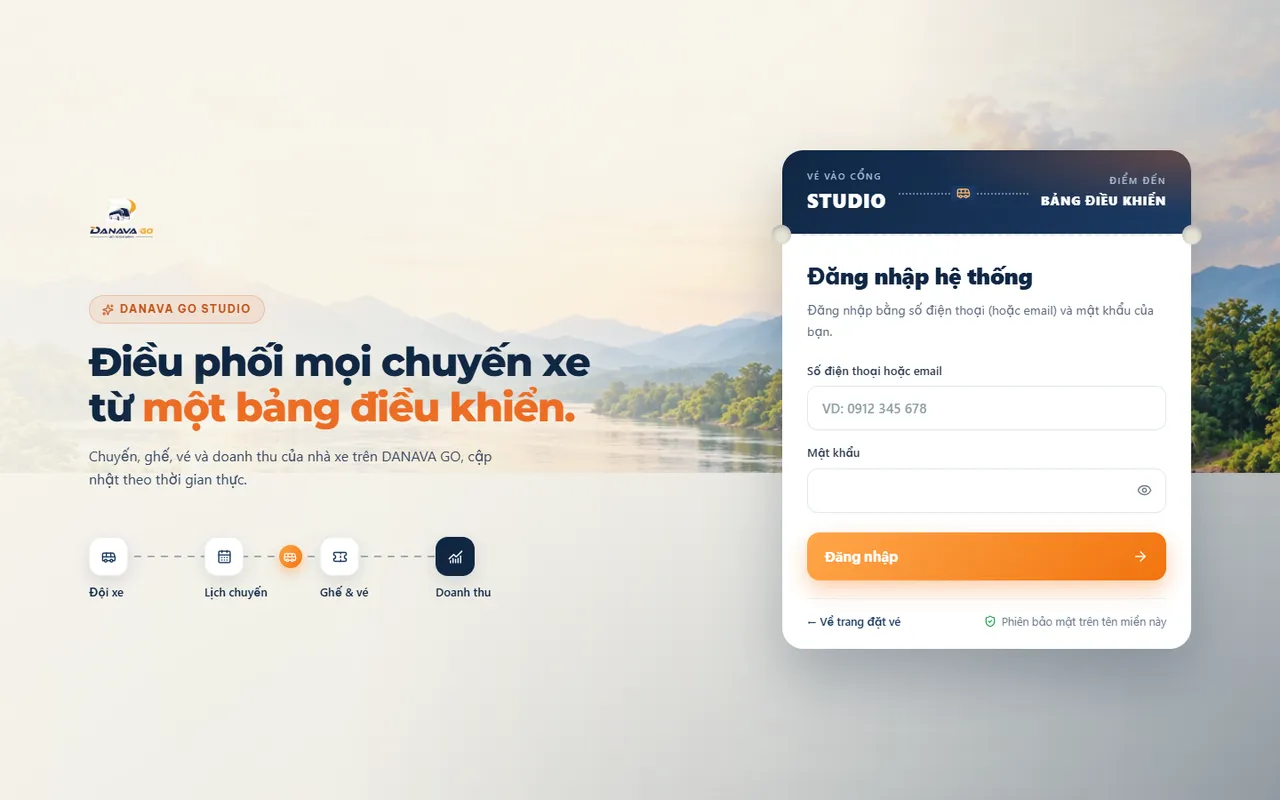 DANAVA GO
DANAVA GO STUDIO
Điều phối mọi chuyến xe
từ một bảng điều khiển.
Chuyến, ghế, vé và doanh thu của nhà xe trên DANAVA GO, cập
nhật theo thời gian thực.
Đội xe
Lịch chuyến
Ghế & vé
Doanh thu
VÉ VÀO CỔNG
STUDIO
ĐIỂM ĐẾN
BẢNG ĐIỀU KHIỂN
Đăng nhập hệ thống
Đăng nhập bằng số điện thoại (hoặc email) và mật khẩu của
bạn.
Số điện thoại hoặc email
VD: 0912 345 678
Mật khẩu
Đăng nhập
← Về trang đặt vé
Phiên bảo mật trên tên miền này